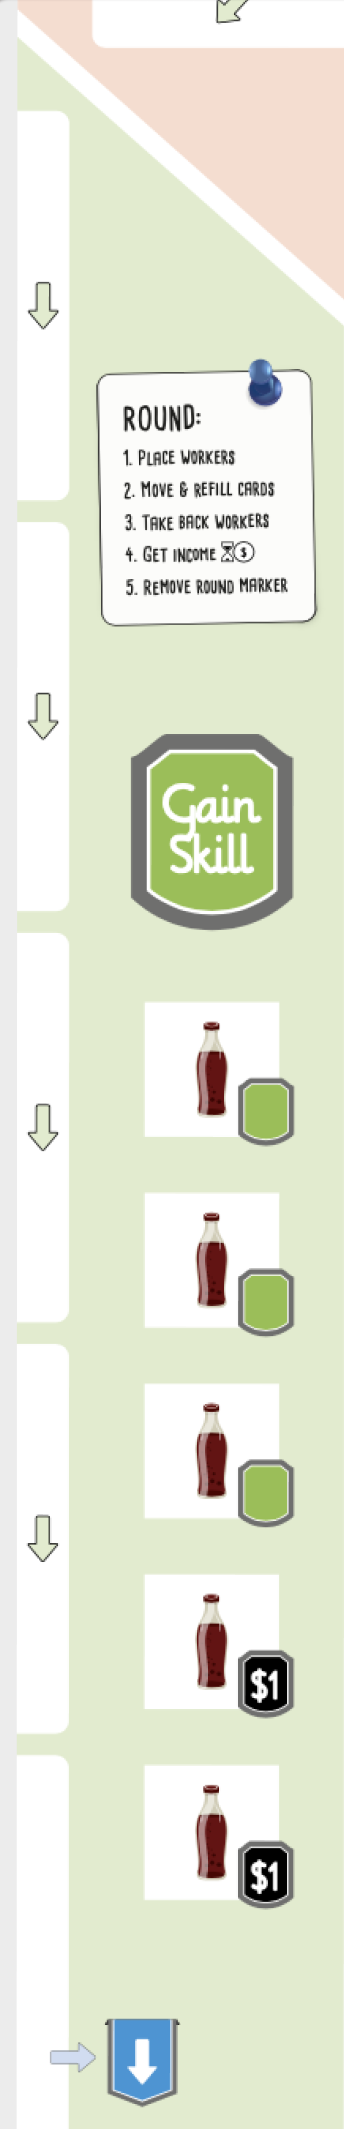 ROUND:
1. PLACE WORKERS
2. MOVE & REFILL CARDS
3. TAKE BACK WORKERS
4. GET INCOME $
5. REMOVE ROUND MARKER
Gain
Skill
$1
$1